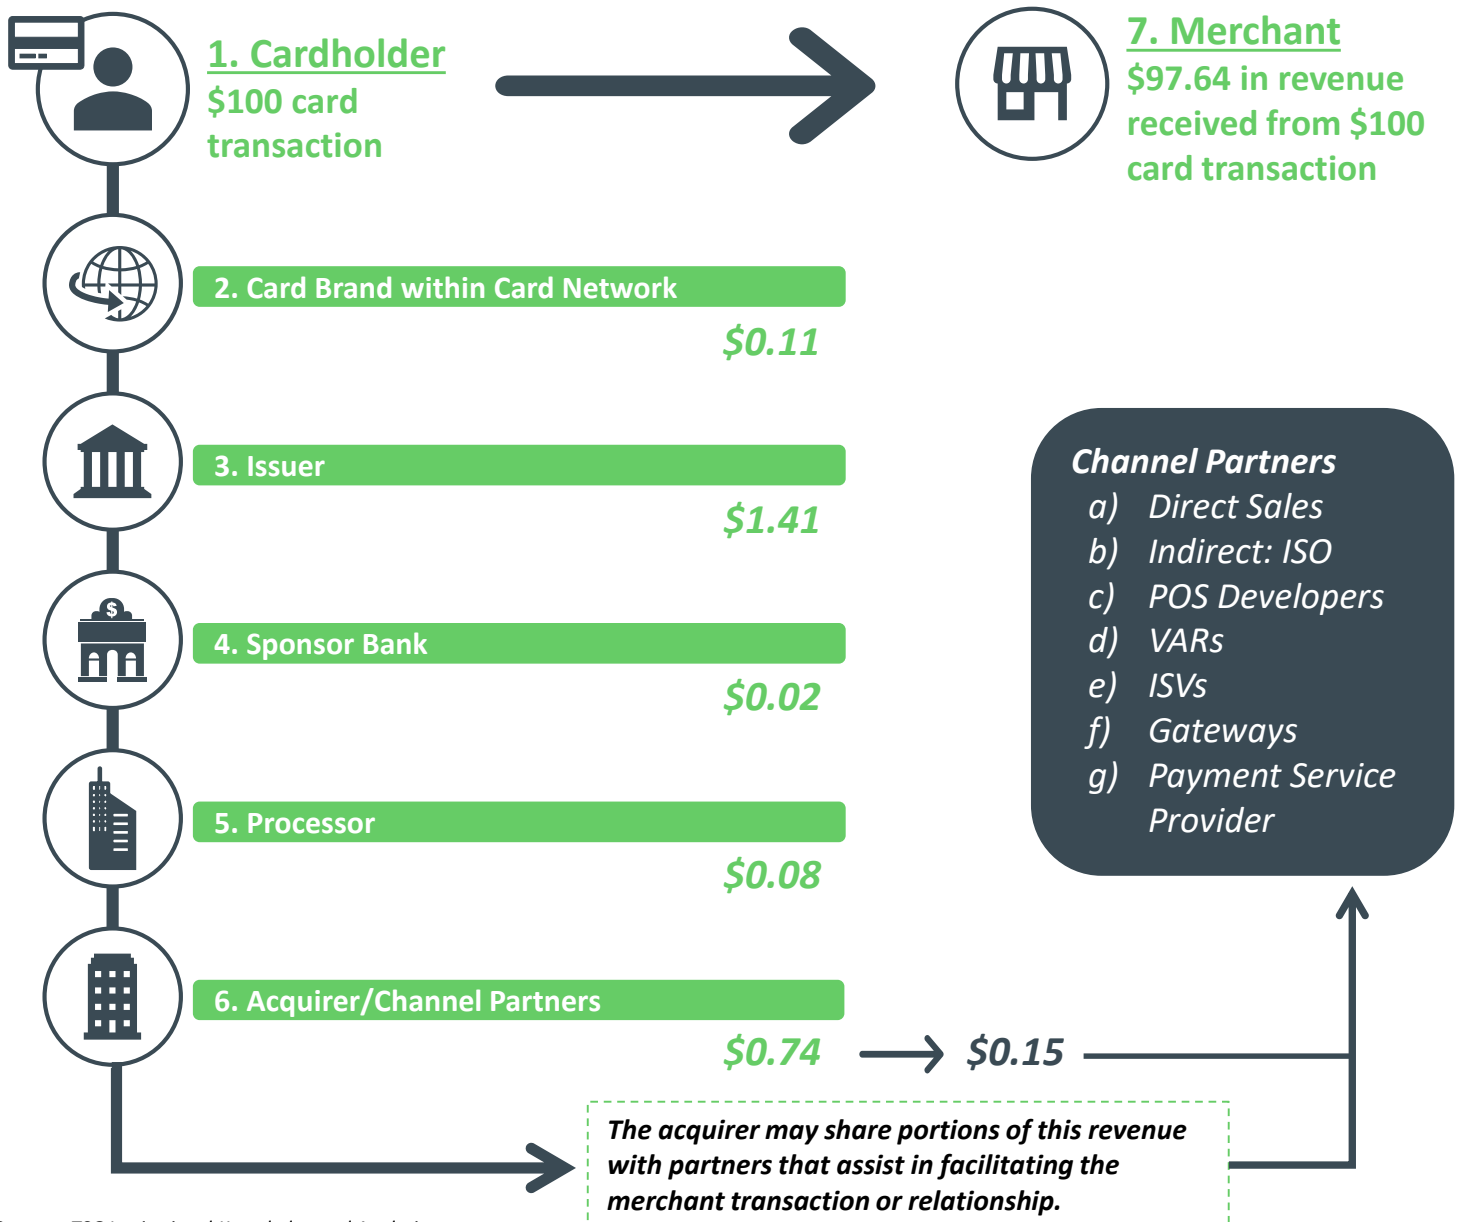 1. Cardholder
$100 card
transaction
7. Merchant
$97.64 in revenue
received from $100
card transaction
2. Card Brand within Card Network
$0.11
3. Issuer
$1.41
4. Sponsor Bank
$0.02
5. Processor
$0.08
6. Acquirer/Channel Partners
$0.74
$0.15
Channel Partners
a) Direct Sales
b) Indirect: ISO
c) POS Developers
d) VARs
e) ISVs
f) Gateways
g) Payment Service
Provider
$
The acquirer may share portions of this revenue
with partners that assist in facilitating the
merchant transaction or relationship.